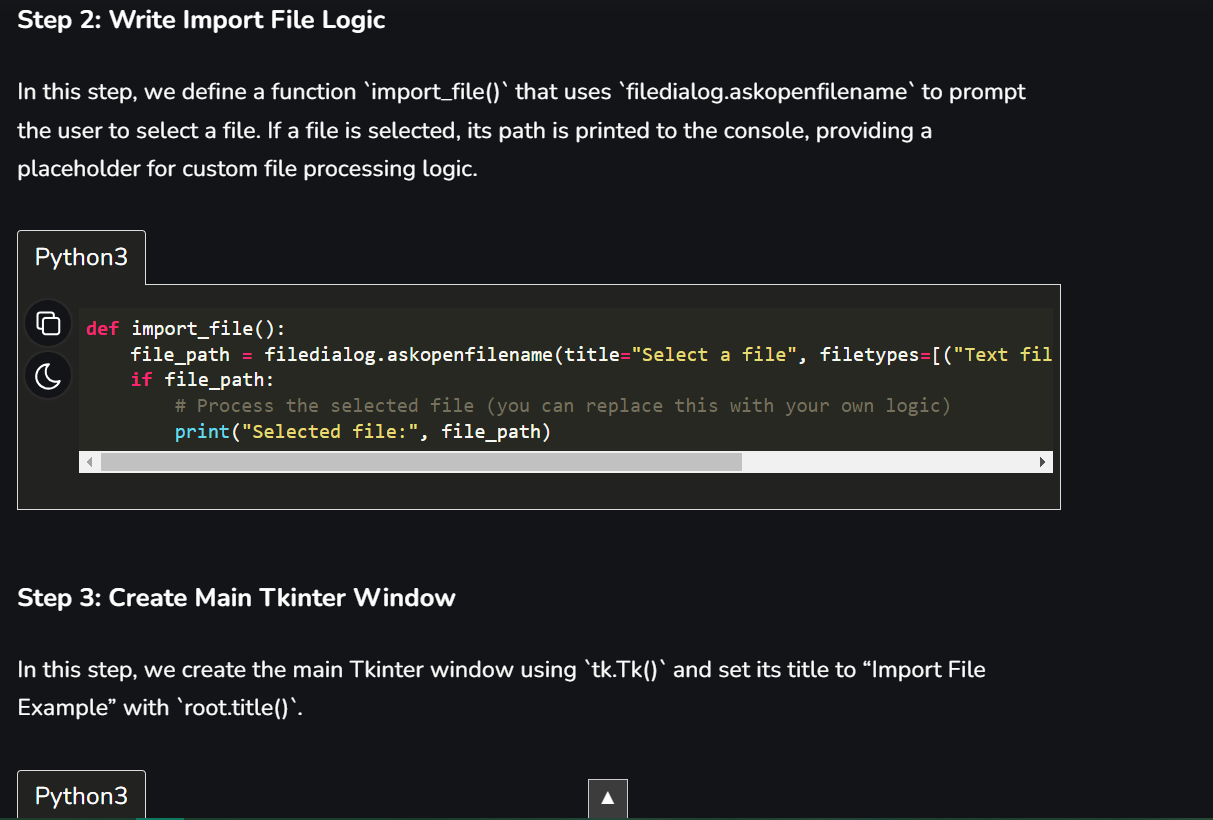 Step 2: Write Import File Logic
In this step, we define a function `import_file()` that uses `filedialog.askopenfilename` to prompt
the user to select a file. If a file is selected, its path is printed to the console, providing a
placeholder for custom file processing logic.
Python3
def import_file():
    file_path = filedialog.askopenfilename(title="Select a file", filetypes=[("Text fil
    if file_path:
        # Process the selected file (you can replace this with your own logic)
        print("Selected file:", file_path)
Step 3: Create Main Tkinter Window
In this step, we create the main Tkinter window using `tk.Tk()` and set its title to “Import File
Example” with `root.title()`.
Python3